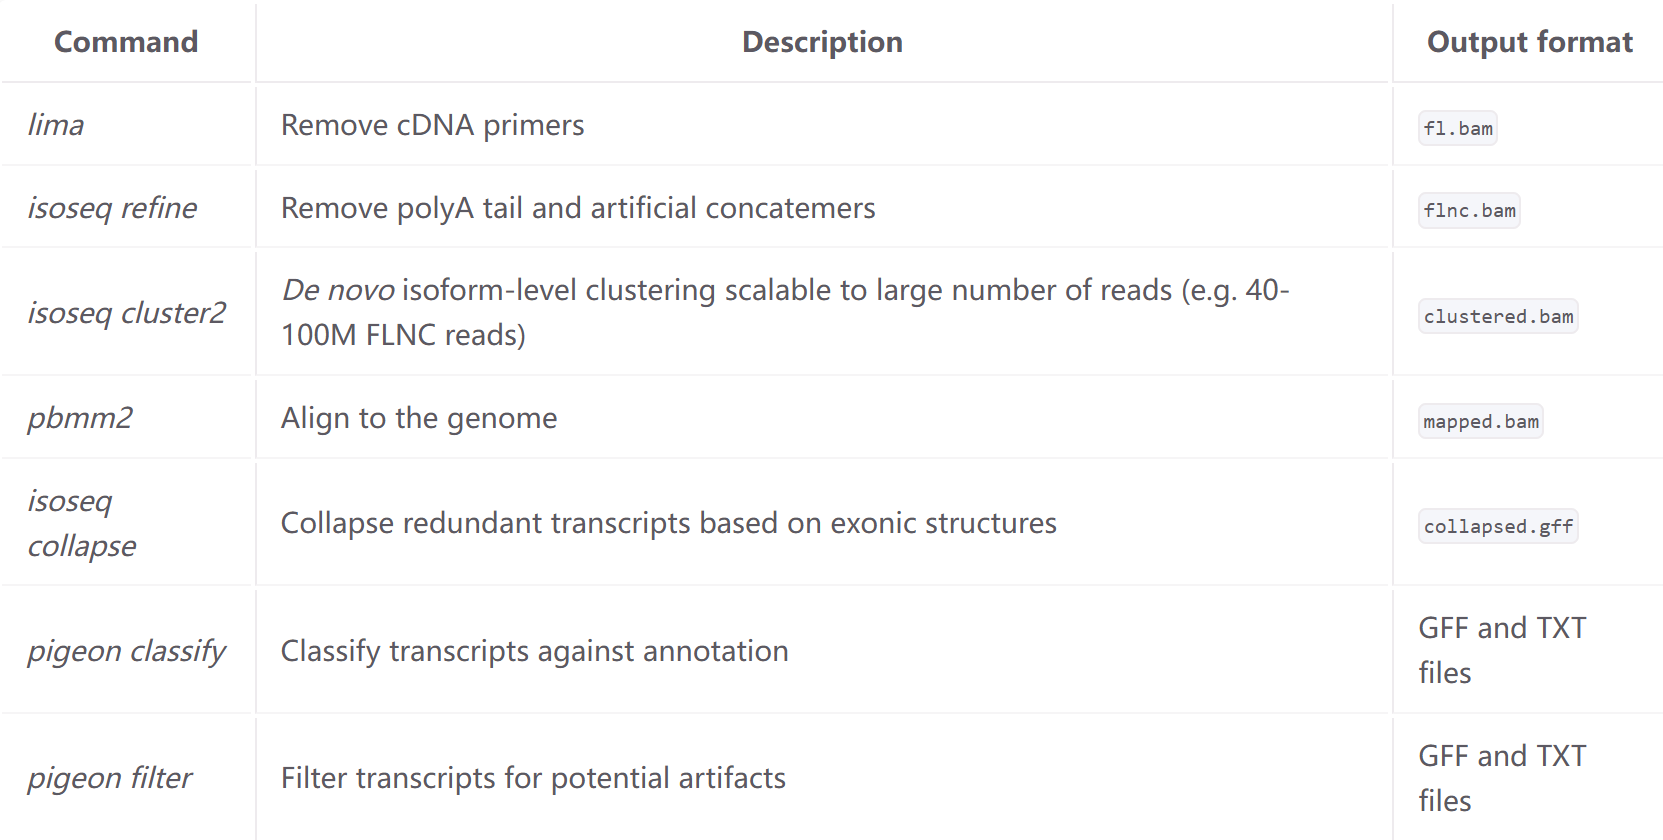 Command Description Output format
lima Remove cDNA primers fl.bam
isoseq refine Remove polyA tail and artificial concatemers flnc.bam
isoseq cluster2 De novo isoform-level clustering scalable to large number of reads (e.g. 40-
100M FLNC reads) clustered.bam
pbmm2 Align to the genome mapped.bam
isoseq
collapse Collapse redundant transcripts based on exonic structures collapsed.gff
pigeon classify Classify transcripts against annotation GFF and TXT
files
pigeon filter Filter transcripts for potential artifacts GFF and TXT
files